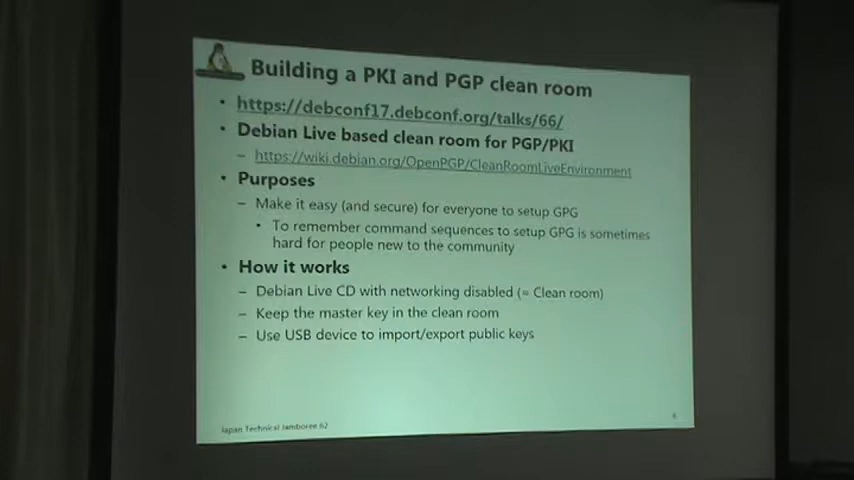 Building a PKI and PGP clean room
• https://debconf17.debconf.org/talks/66/
• Debian Live based clean room for PGP/PKI
– https://wiki.debian.org/OpenPGP/CleanRoomLiveEnvironment
• Purposes
– Make it easy (and secure) for everyone to setup GPG
• To remember command sequences to setup GPG is sometimes
hard for people new to the community
• How it works
– Debian Live CD with networking disabled (= Clean room)
– Keep the master key in the clean room
– Use USB device to import/export public keys
Japan Technical Jamboree 62